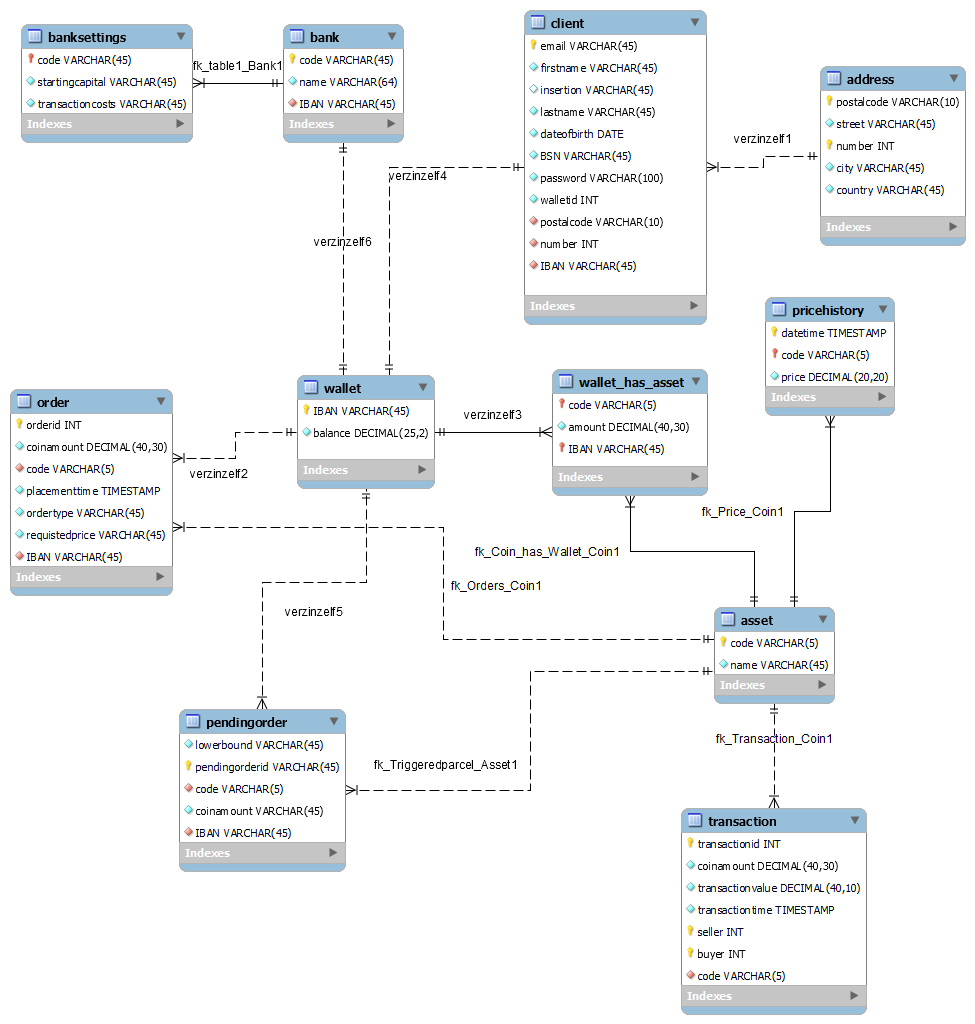 banksettings
code VARCHAR(45)
startingcapital VARCHAR(45)
transactioncosts VARCHAR(45)
Indexes
fk_table1_Bank1
bank
code VARCHAR(45)
name VARCHAR(64)
IBAN VARCHAR(45)
Indexes
client
email VARCHAR(45)
firstname VARCHAR(45)
insertion VARCHAR(45)
lastname VARCHAR(45)
dateofbirth DATE
BSN VARCHAR(45)
password VARCHAR(100)
walletid INT
postalcode VARCHAR(10)
number INT
IBAN VARCHAR(45)
Indexes
verzinzelf1
address
postalcode VARCHAR(10)
street VARCHAR(45)
number INT
city VARCHAR(45)
country VARCHAR(45)
Indexes
verzinzelf4
verzinzelf6
pricehistory
datetime TIMESTAMP
code VARCHAR(5)
price DECIMAL(20,20)
Indexes
order
orderid INT
coinamount DECIMAL(40,30)
code VARCHAR(5)
placementtime TIMESTAMP
ordertype VARCHAR(45)
requistedprice VARCHAR(45)
IBAN VARCHAR(45)
Indexes
verzinzelf2
wallet
IBAN VARCHAR(45)
balance DECIMAL(25,2)
Indexes
verzinzelf3
wallet_has_asset
code VARCHAR(5)
amount DECIMAL(40,30)
IBAN VARCHAR(45)
Indexes
fk_Price_Coin1
fk_Coin_has_Wallet_Coin1
fk_Orders_Coin1
verzinzelf5
asset
code VARCHAR(5)
name VARCHAR(45)
Indexes
pendingorder
lowerbound VARCHAR(45)
pendingorderid VARCHAR(45)
code VARCHAR(5)
coinamount VARCHAR(45)
IBAN VARCHAR(45)
Indexes
fk_Triggeredparcel_Asset1
fk_Transaction_Coin1
transaction
transactionid INT
coinamount DECIMAL(40,30)
transactionvalue DECIMAL(40,10)
transactiontime TIMESTAMP
seller INT
buyer INT
code VARCHAR(5)
Indexes